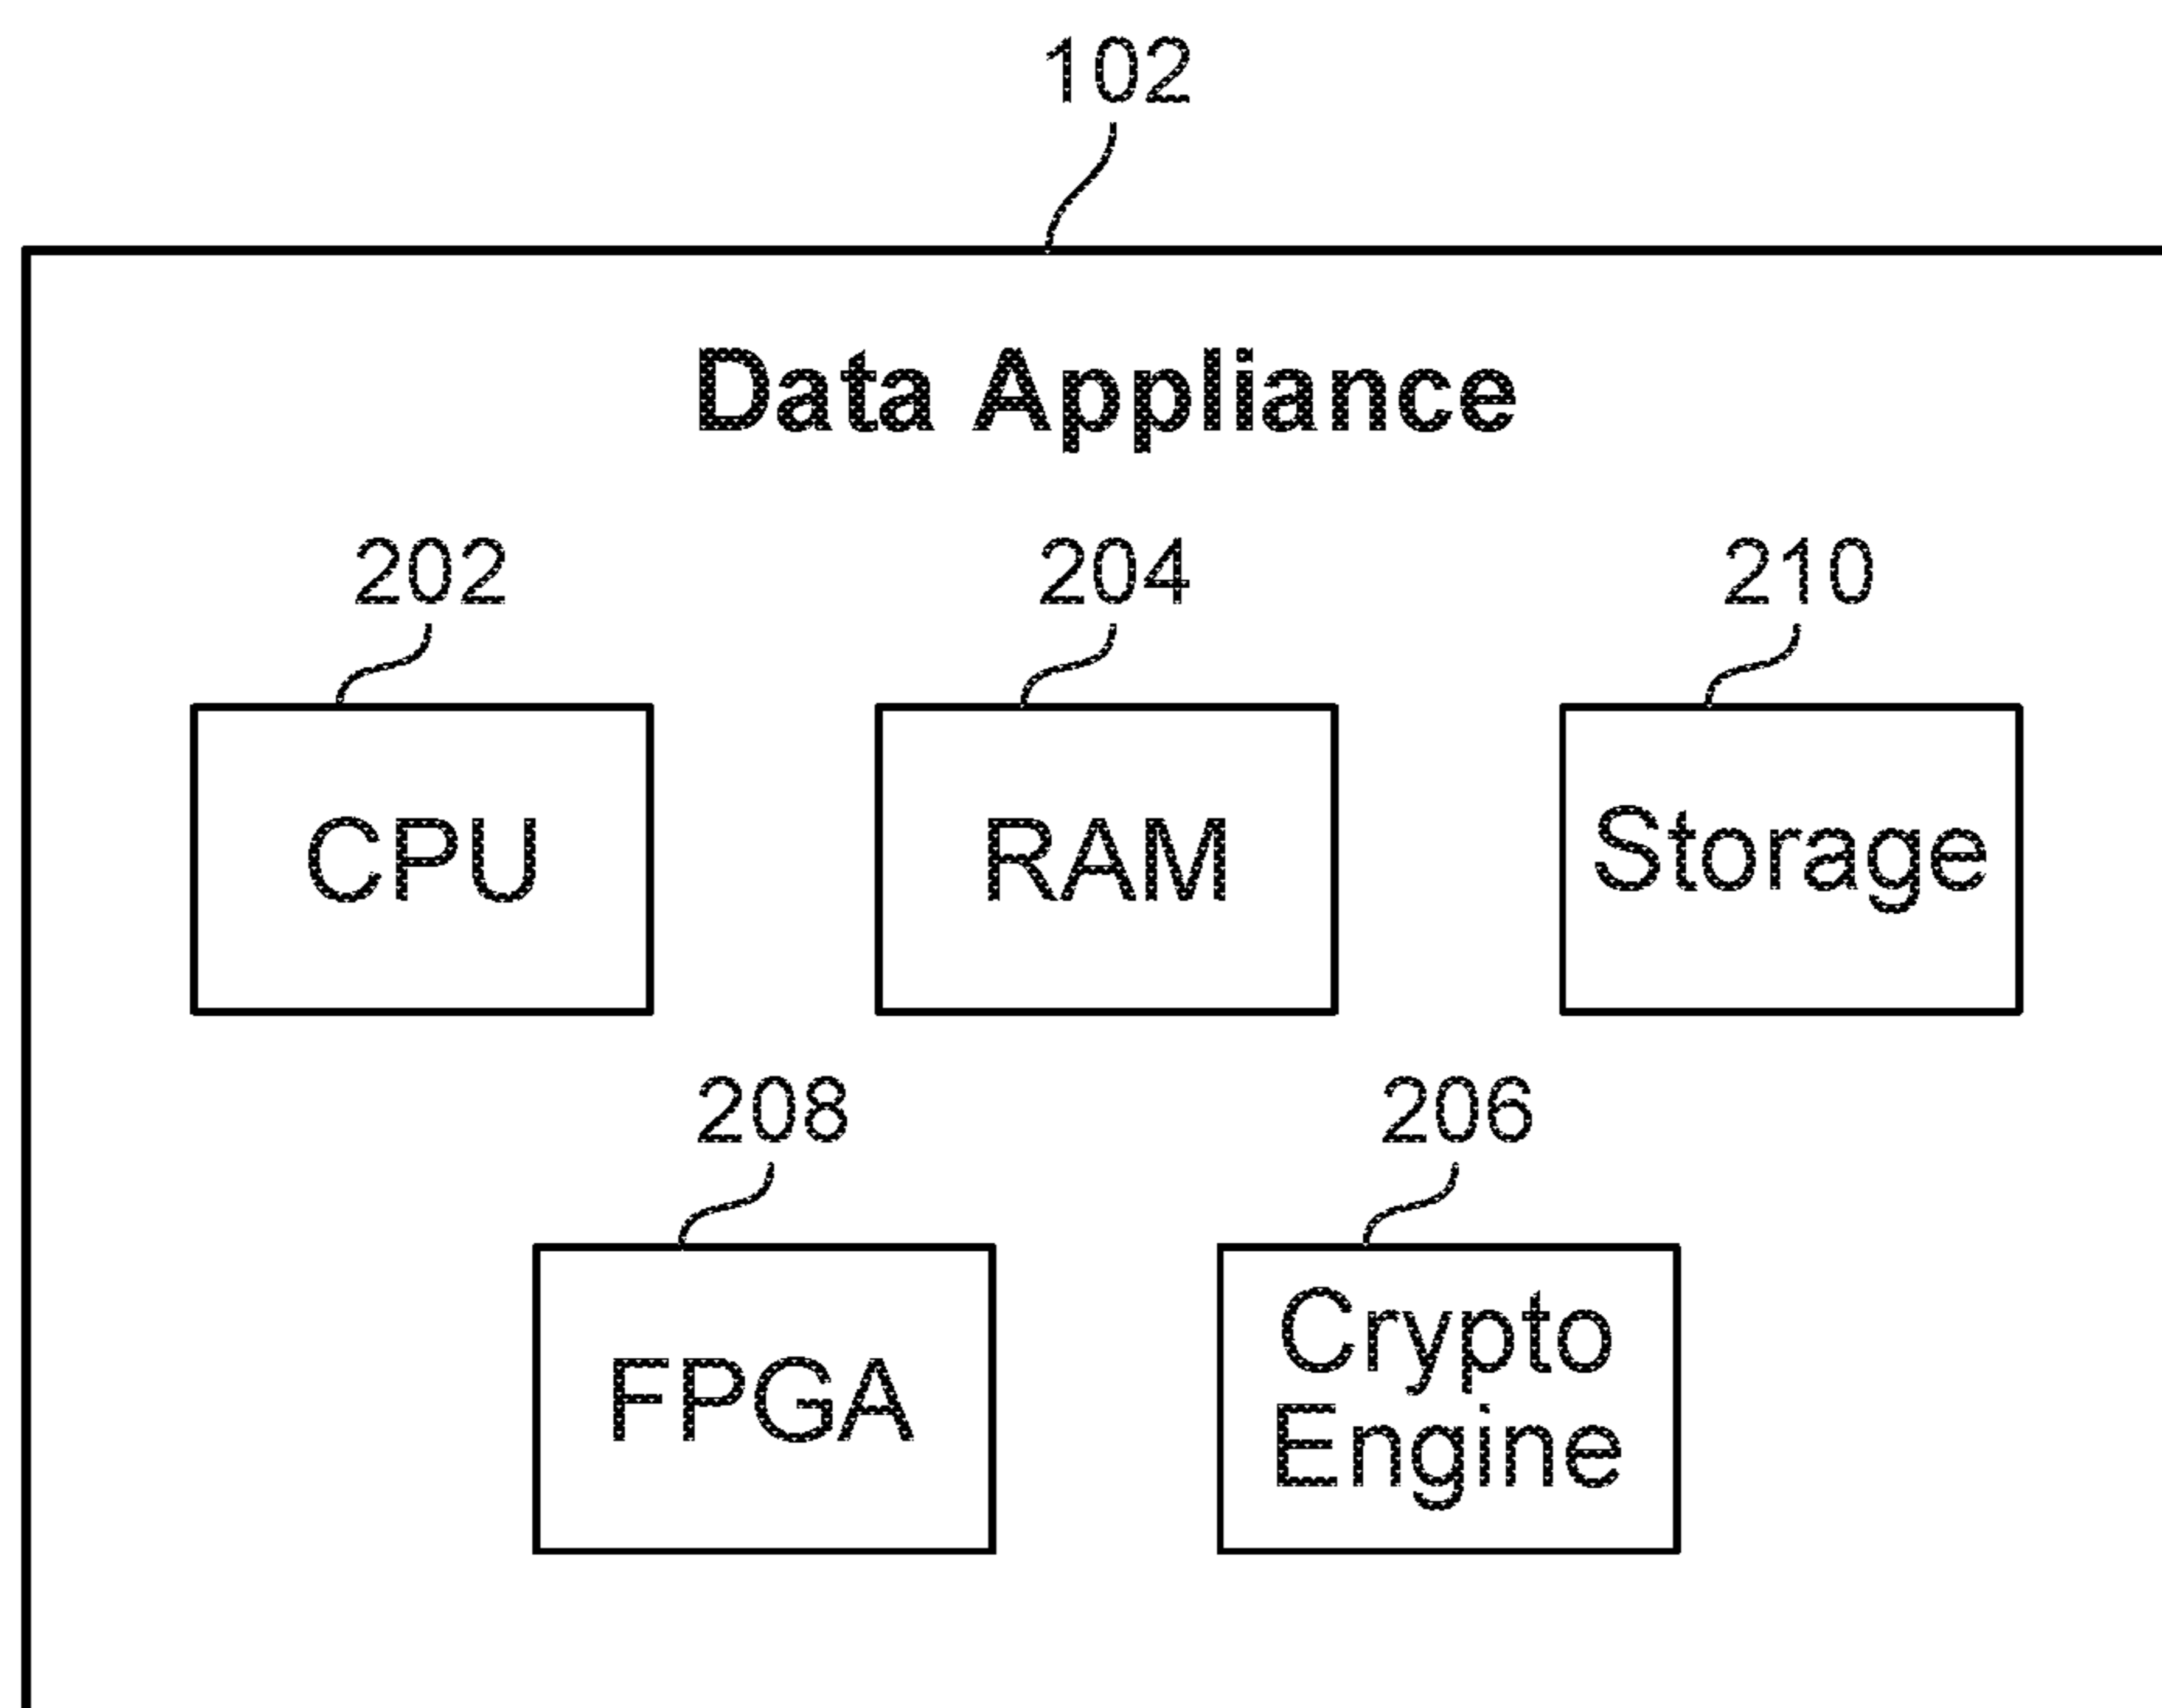 102
Data Appliance
202
204
210
CPU
RAM
Storage
208
206
FPGA
Crypto
Engine